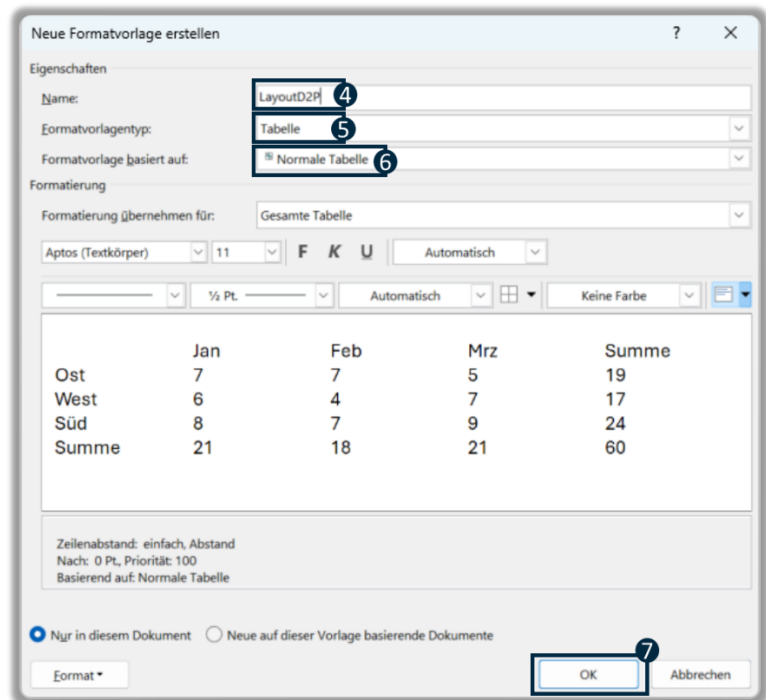 Neue Formatvorlage erstellen ? ×
Eigenschaften
Name: LayoutD2P 4
Formatvorlagentyp: Tabelle 5
Formatvorlage basiert auf: Normale Tabelle 6
Formatierung
Formatierung übernehmen für: Gesamte Tabelle
Aptos (Textkörper) 11 F K U Automatisch
½ Pt. Automatisch Keine Farbe
Jan Feb Mrz Summe
Ost 7 7 5 19
West 6 4 7 17
Süd 8 7 9 24
Summe 21 18 21 60
Zeilenabstand: einfach, Abstand
Nach: 0 Pt., Priorität: 100
Basierend auf: Normale Tabelle
Nur in diesem Dokument Neue auf dieser Vorlage basierende Dokumente
7
Format OK Abbrechen